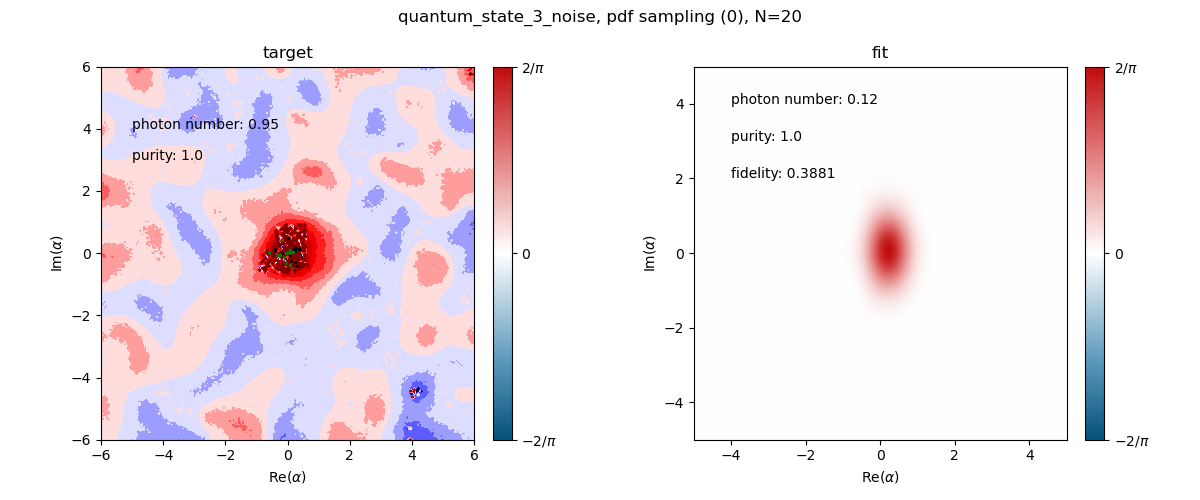 quantum_state_3_noise, pdf sampling (0), N=20
target
photon number: 0.95
purity: 1.0
6
4
2
0
−2
−4
−6
−6 −4 −2 0 2 4 6
Im(α)
Re(α)
2/π
0
−2/π
fit
photon number: 0.12
purity: 1.0
fidelity: 0.3881
4
2
0
−2
−4
−4 −2 0 2 4
Im(α)
Re(α)
2/π
0
−2/π